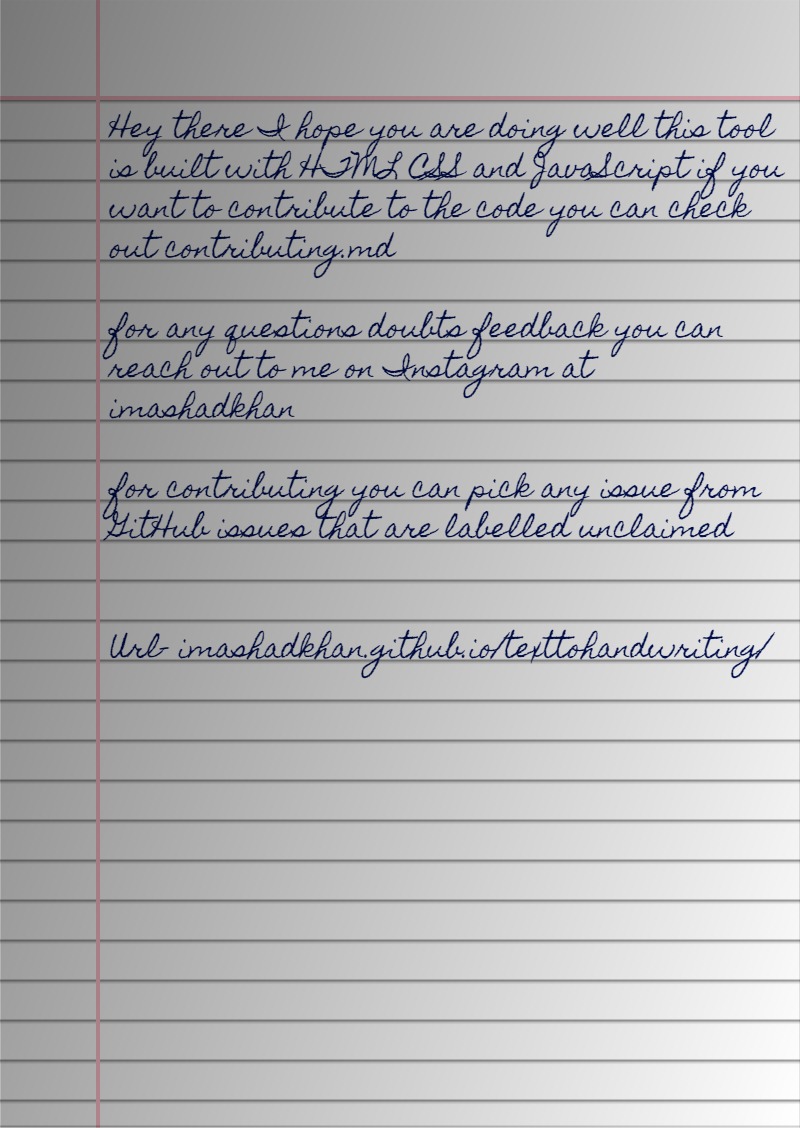 Hey there I hope you are doing well this tool
is built with HTML CSS and JavaScript if you
want to contribute to the code you can check
out contributing.md
for any questions doubts feedback you can
reach out to me on Instagram at
imashadkhan
for contributing you can pick any issue from
GitHub issues that are labelled unclaimed
Url- imashadkhan.github.io/texttohandwriting/